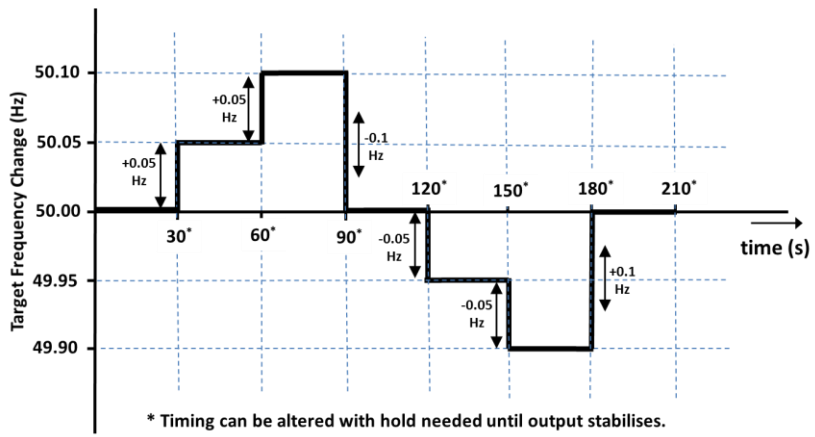 Target Frequency Change (Hz)
50.10
50.05
50.00
49.95
49.90
+0.05
Hz
+0.05
Hz
-0.1
Hz
30*
60*
90*
120*
150*
180*
210*
-0.05
Hz
-0.05
Hz
+0.1
Hz
time (s)
* Timing can be altered with hold needed until output stabilises.